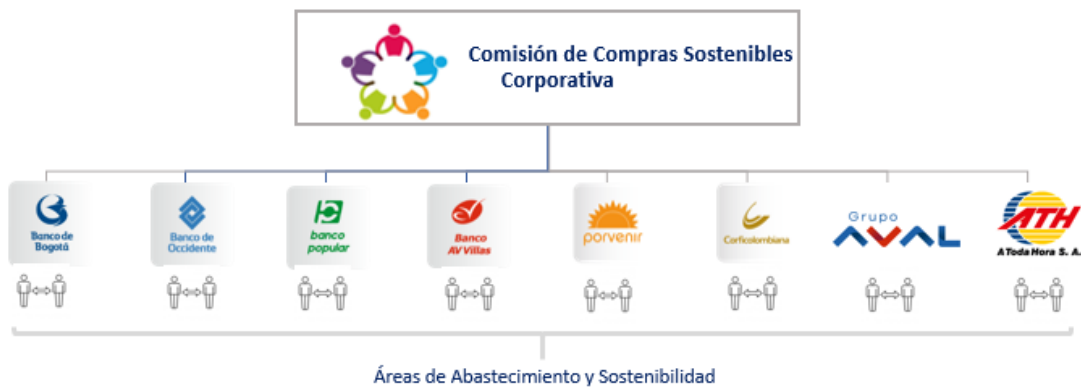 Comisión de Compras Sostenibles
Corporativa
Banco de
Bogotá
Banco de
Occidente
banco
popular
Banco
AV Villas
porvenir
Corficolombiana
Grupo
AVAL
ATH
A Toda Hora S. A.
Áreas de Abastecimiento y Sostenibilidad